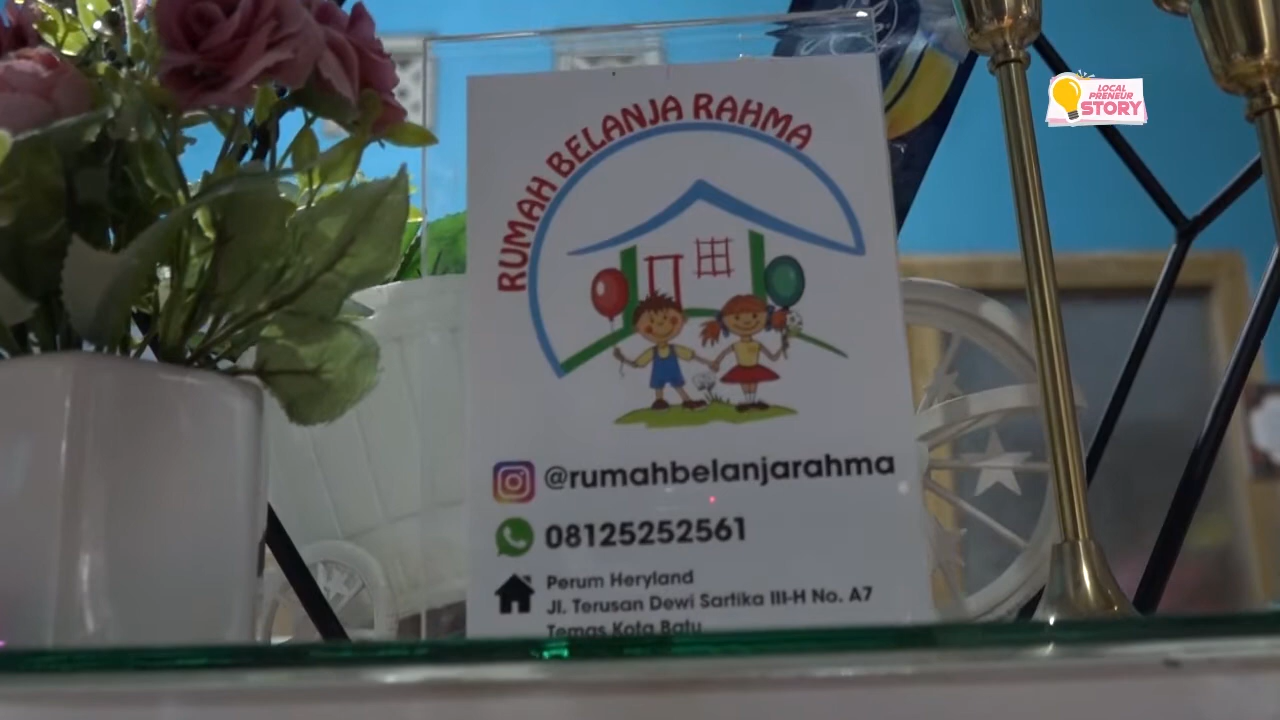 LOCAL
PRENEUR
STORY
RUMAH BELANJA RAHMA
@rumahbelanjarahma
08125252561
Perum Heryland
Jl. Terusan Dewi Sartika III-H No. A7
Temas Kota Batu